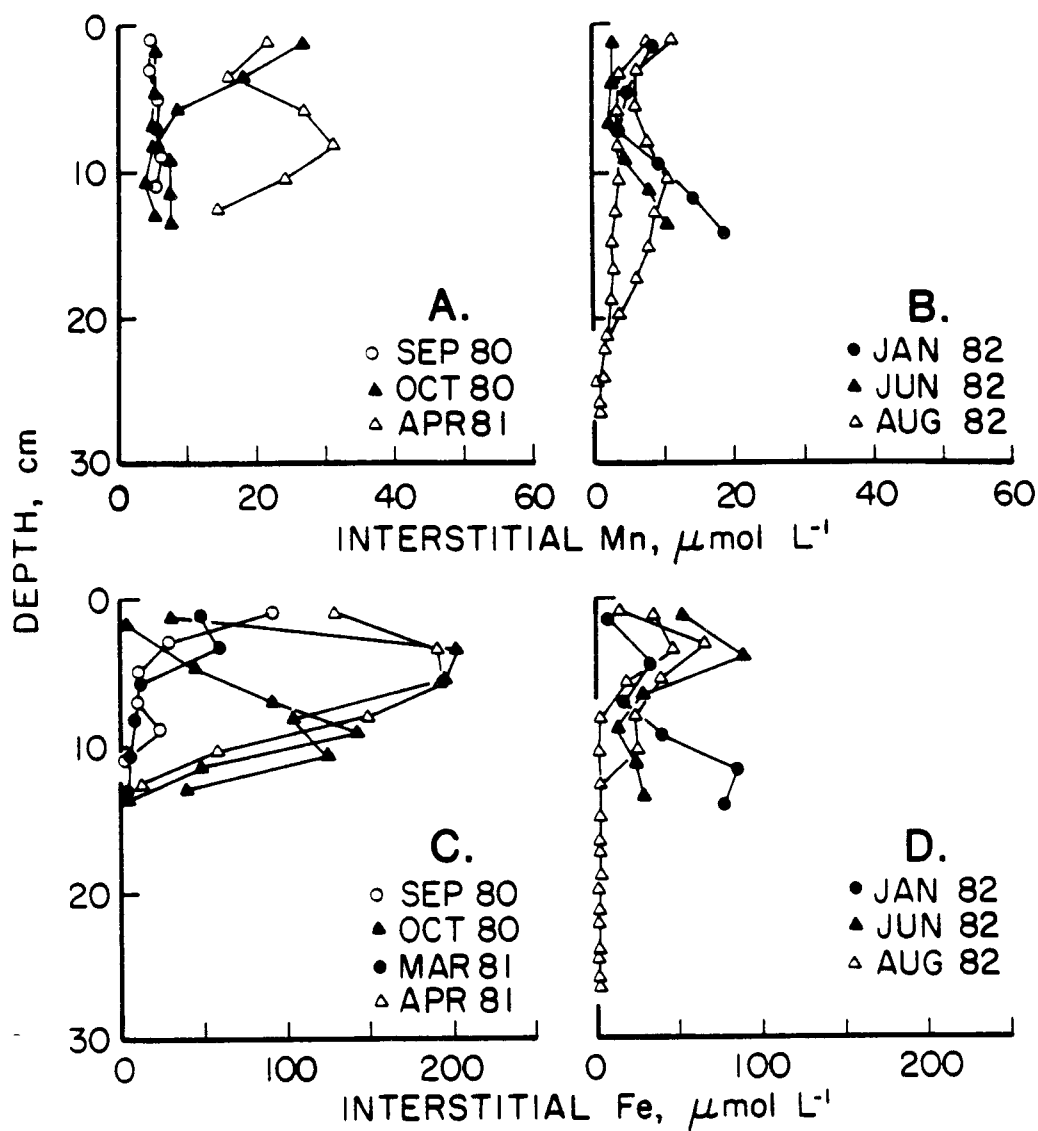 0
10
20
30
A.
SEP 80
OCT 80
APR 81
0 20 40 60
B.
JAN 82
JUN 82
AUG 82
0 20 40 60
INTERSTITIAL Mn, μmol L⁻¹
DEPTH, cm
0
10
20
30
C.
SEP 80
OCT 80
MAR 81
APR 81
0 100 200
D.
JAN 82
JUN 82
AUG 82
0 100 200
INTERSTITIAL Fe, μmol L⁻¹